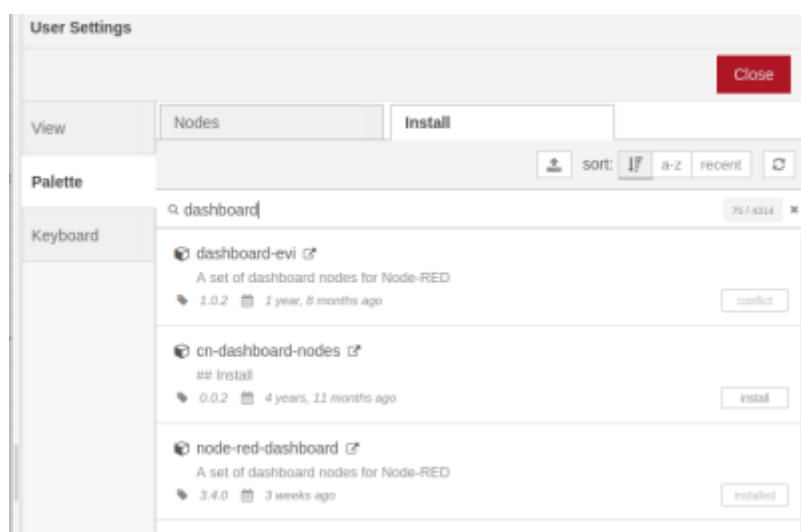 User Settings
Close
View
Palette
Keyboard
Nodes
Install
sort: a-z recent
dashboard
75 / 4314
dashboard-evi
A set of dashboard nodes for Node-RED
1.0.2 1 year, 8 months ago
conflict
cn-dashboard-nodes
## Install
0.0.2 4 years, 11 months ago
install
node-red-dashboard
A set of dashboard nodes for Node-RED
3.4.0 3 weeks ago
installed